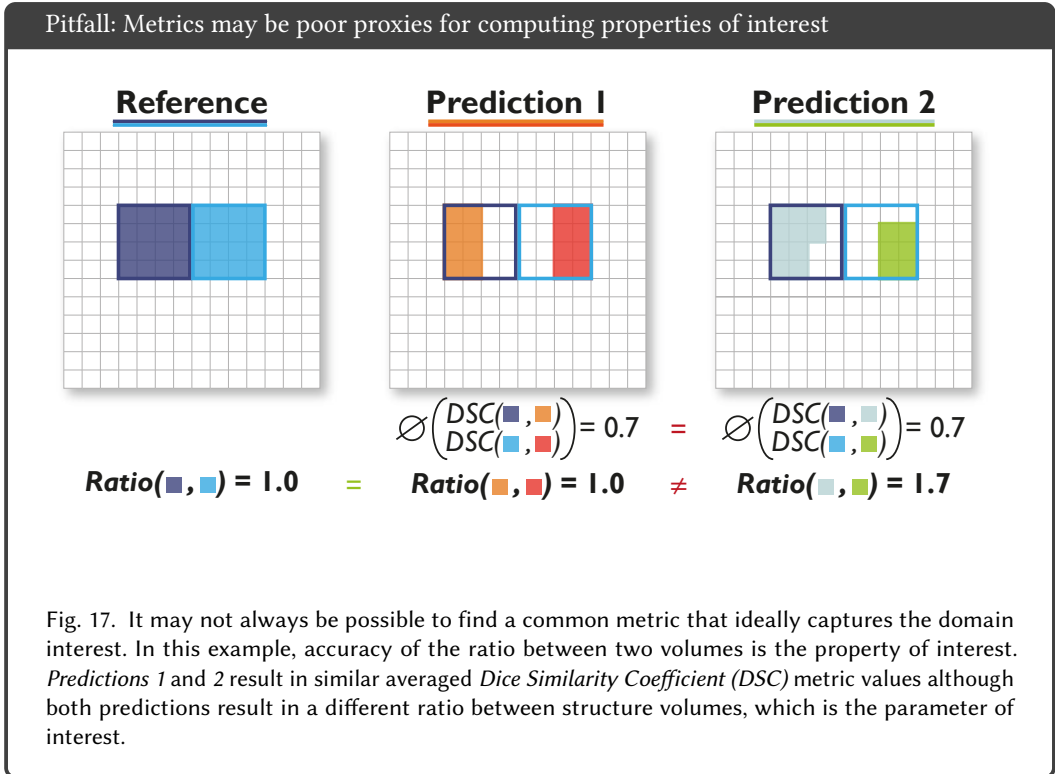 Pitfall: Metrics may be poor proxies for computing properties of interest
Reference Prediction 1 Prediction 2
∅(DSC( , ) DSC( , )) = 0.7 = ∅(DSC( , ) DSC( , )) = 0.7
Ratio( , ) = 1.0 = Ratio( , ) = 1.0 ≠ Ratio( , ) = 1.7
Fig. 17. It may not always be possible to find a common metric that ideally captures the domain
interest. In this example, accuracy of the ratio between two volumes is the property of interest.
Predictions 1 and 2 result in similar averaged Dice Similarity Coefficient (DSC) metric values although
both predictions result in a different ratio between structure volumes, which is the parameter of
interest.